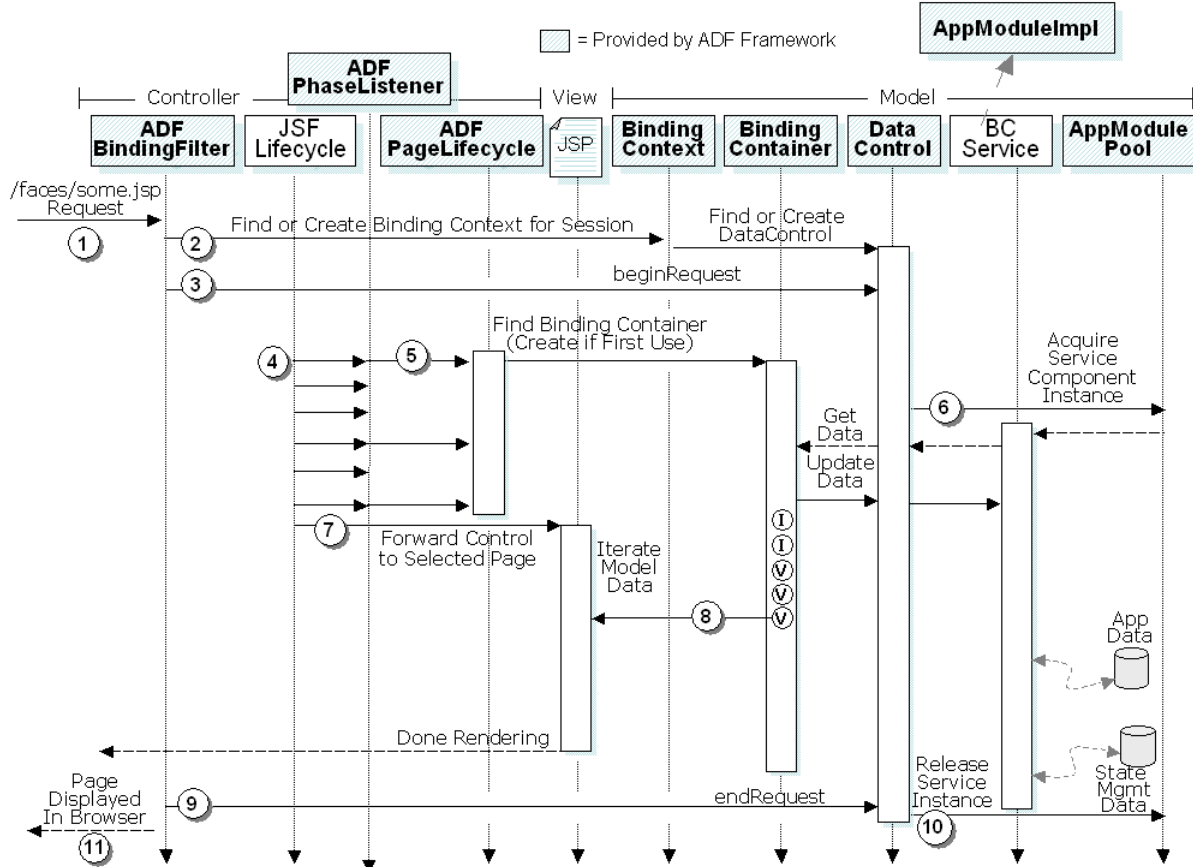 AppModuleImpl
= Provided by ADF Framework
ADF
PhaseListener
Controller
View
Model
ADF
BindingFilter
JSF
Lifecycle
ADF
PageLifecycle
JSP
Binding
Context
Binding
Container
Data
Control
BC
Service
AppModule
Pool
/faces/some.jsp
Request
1
2
Find or Create Binding Context for Session
Find or Create
DataControl
3
beginRequest
4
5
Find Binding Container
(Create if First Use)
Acquire
Service
Component
Instance
6
Get
Data
Update
Data
7
Forward Control
to Selected Page
Iterate
Model
Data
I
I
V
V
V
8
App
Data
Done Rendering
State
Mgmt
Data
Page
Displayed
In Browser
9
endRequest
Release
Service
Instance
10
11